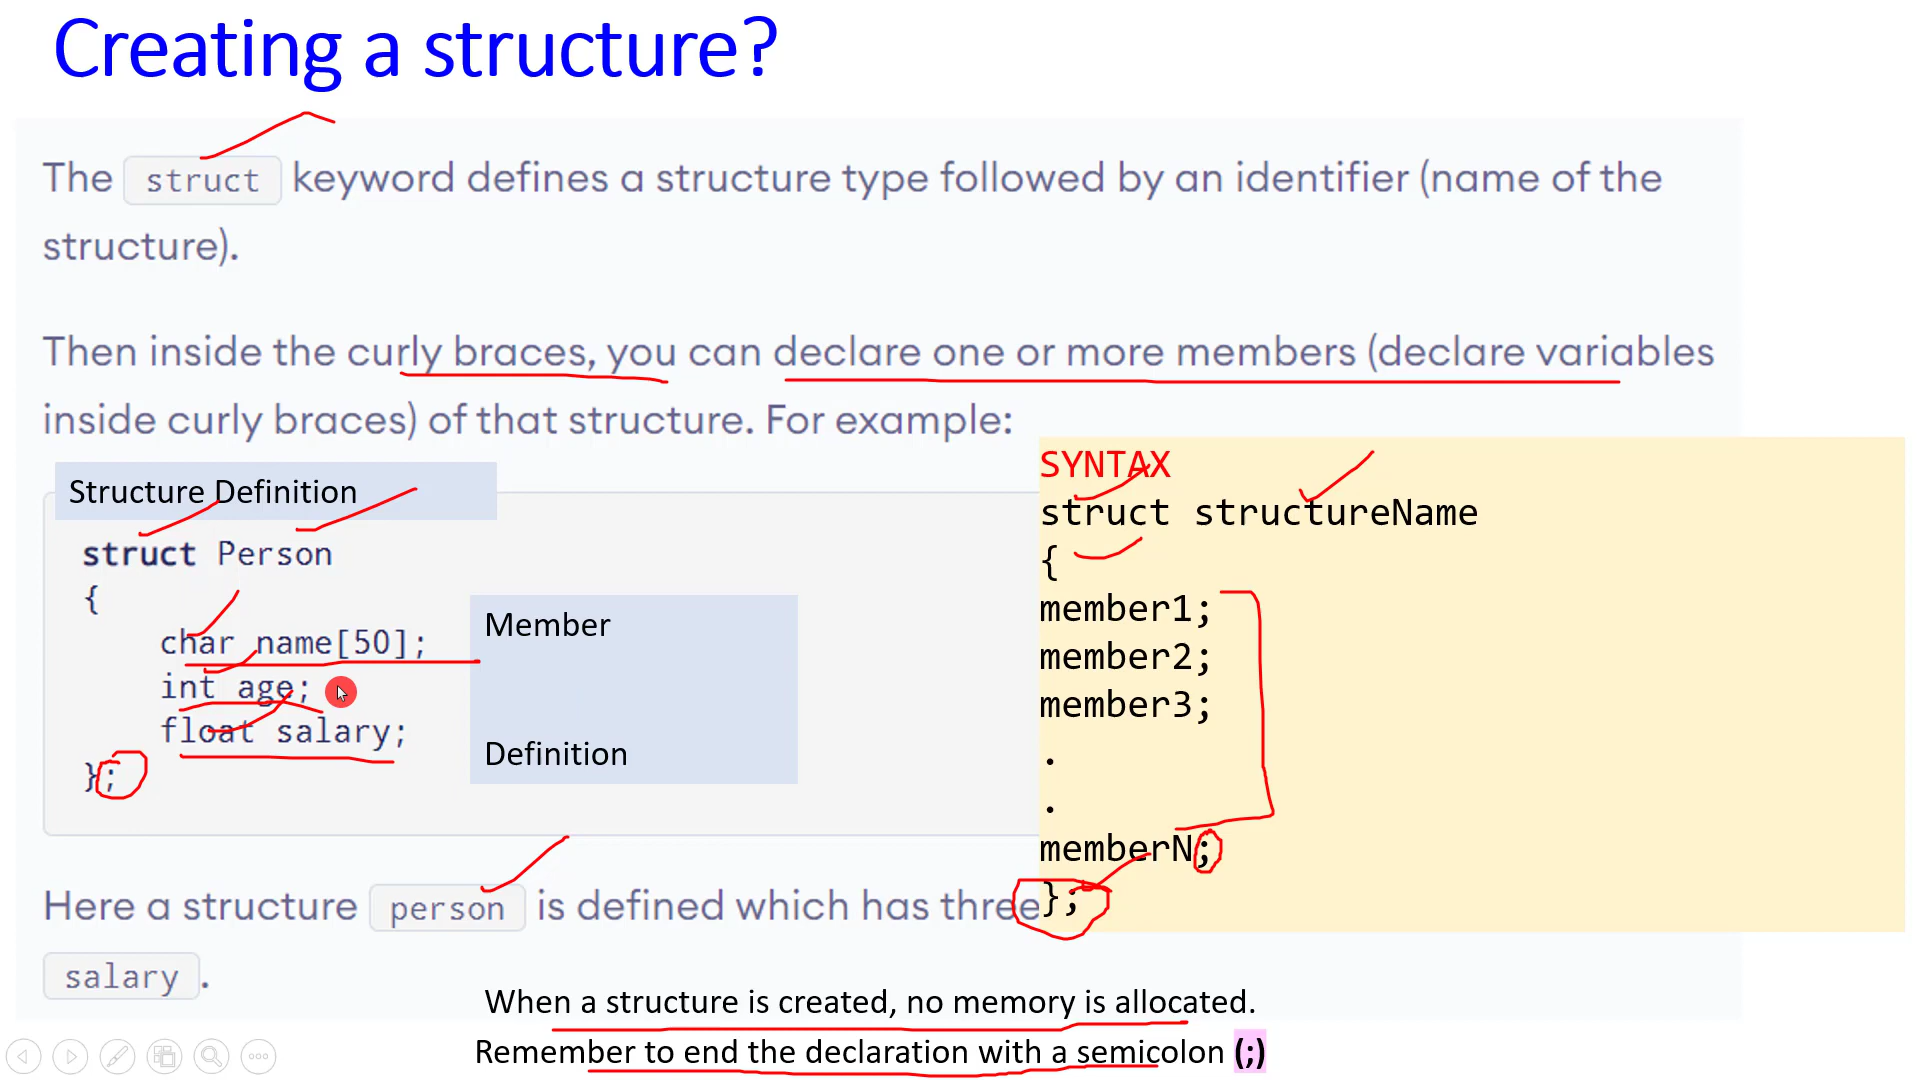 Creating a structure?
The struct keyword defines a structure type followed by an identifier (name of the
structure).
Then inside the curly braces, you can declare one or more members (declare variables
inside curly braces) of that structure. For example:
Structure Definition
struct Person
{
char name[50];
int age;
float salary;
};
Member
Definition
SYNTAX
struct structureName
{
member1;
member2;
member3;
.
.
memberN;
};
Here a structure person is defined which has three
salary.
When a structure is created, no memory is allocated.
Remember to end the declaration with a semicolon (;)